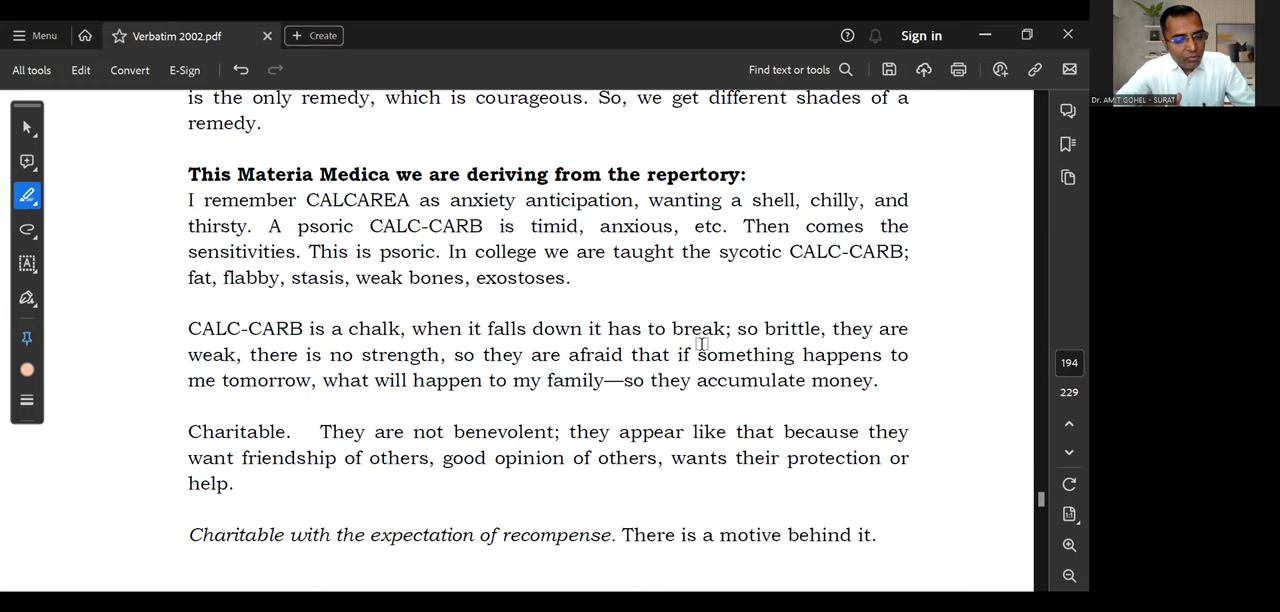 Menu
Verbatim 2002.pdf
Create
Sign in
All tools
Edit
Convert
E-Sign
Find text or tools
Dr. AMIT GOHEL - SURAT
is the only remedy, which is courageous. So, we get different shades of a
remedy.
This Materia Medica we are deriving from the repertory:
I remember CALCAREA as anxiety anticipation, wanting a shell, chilly, and
thirsty. A psoric CALC-CARB is timid, anxious, etc. Then comes the
sensitivities. This is psoric. In college we are taught the sycotic CALC-CARB;
fat, flabby, stasis, weak bones, exostoses.
CALC-CARB is a chalk, when it falls down it has to break; so brittle, they are
weak, there is no strength, so they are afraid that if something happens to
me tomorrow, what will happen to my family—so they accumulate money.
Charitable. They are not benevolent; they appear like that because they
want friendship of others, good opinion of others, wants their protection or
help.
Charitable with the expectation of recompense. There is a motive behind it.
194
229